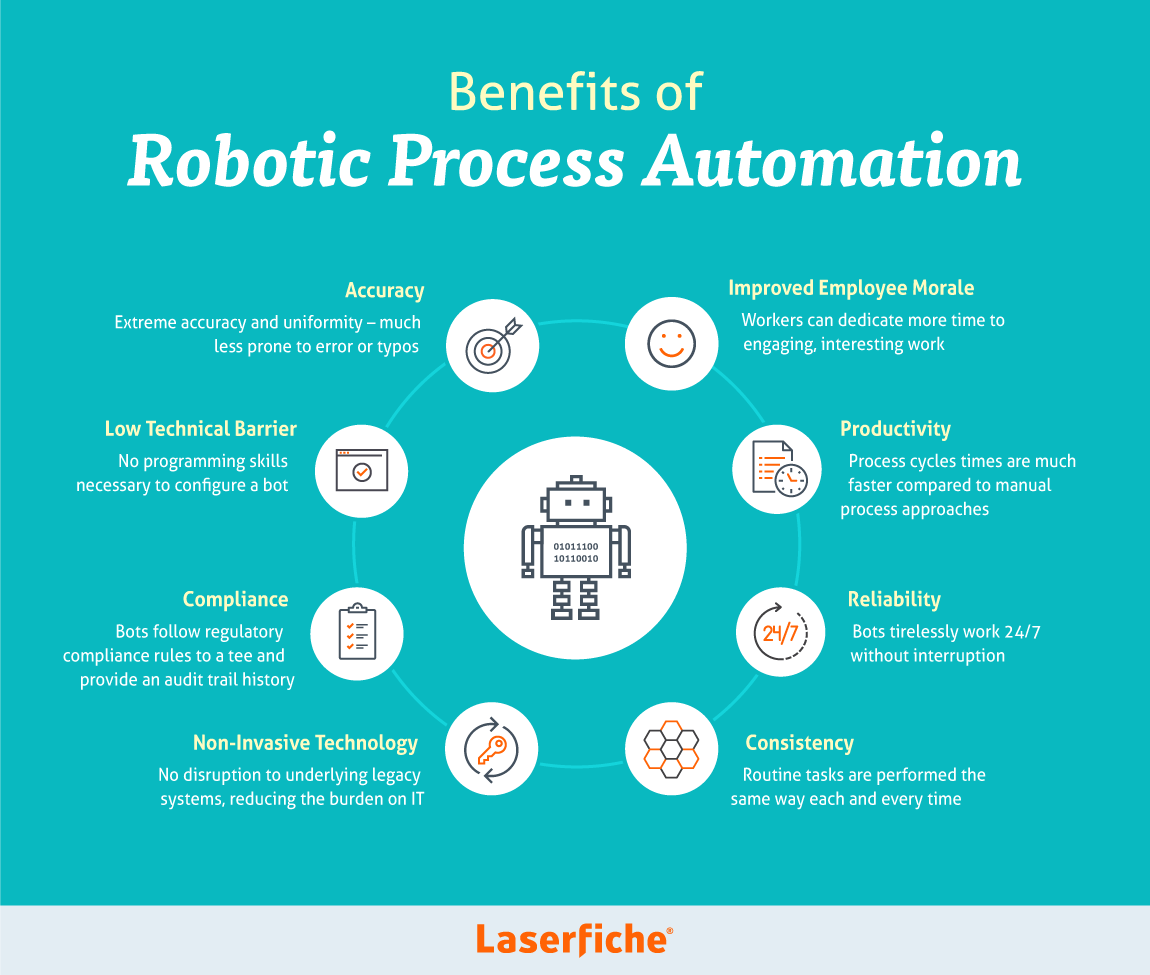 Benefits of
Robotic Process Automation
Accuracy
Extreme accuracy and uniformity – much
less prone to error or typos
Improved Employee Morale
Workers can dedicate more time to
engaging, interesting work
Low Technical Barrier
No programming skills
necessary to configure a bot
Productivity
Process cycles times are much
faster compared to manual
process approaches
01011100
10110010
Compliance
Bots follow regulatory
compliance rules to a tee and
provide an audit trail history
24/7
Reliability
Bots tirelessly work 24/7
without interruption
Non-Invasive Technology
No disruption to underlying legacy
systems, reducing the burden on IT
Consistency
Routine tasks are performed the
same way each and every time
Laserfiche®